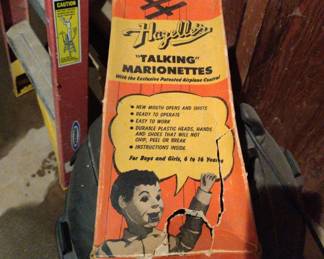 CAUTION
Hazelle's
"TALKING"
MARIONETTES
With the Exclusive Patented Airplane Control
• NEW MOUTH OPENS AND SHUTS
• READY TO OPERATE
• EASY TO WORK
• DURABLE PLASTIC HEADS, HANDS
AND SHOES THAT WILL NOT
CHIP, PEEL OR BREAK
• INSTRUCTIONS INSIDE
For Boys and Girls, 6 to 16 Years